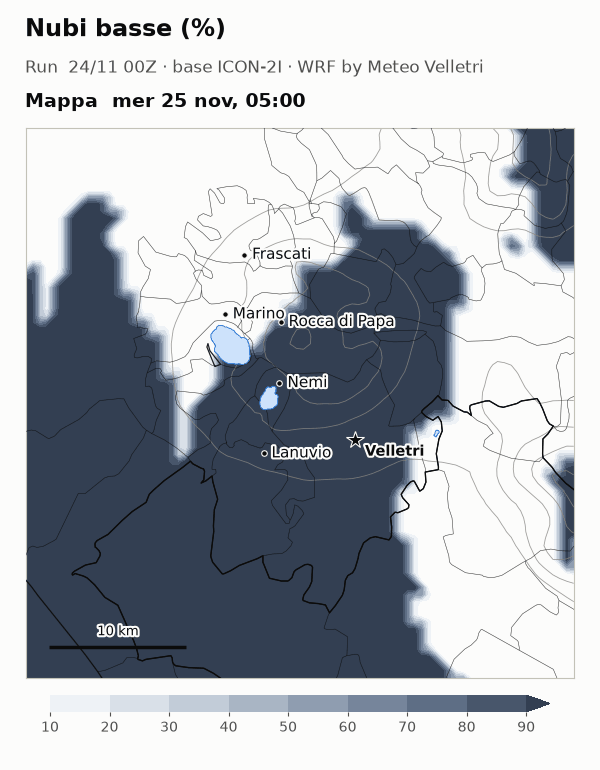 Nubi basse (%)
Run  24/11 00Z · base ICON-2I · WRF by Meteo Velletri
Mappa  mer 25 nov, 05:00
Frascati
Marino
Rocca di Papa
Nemi
Velletri
Lanuvio
10 km
10 20 30 40 50 60 70 80 90